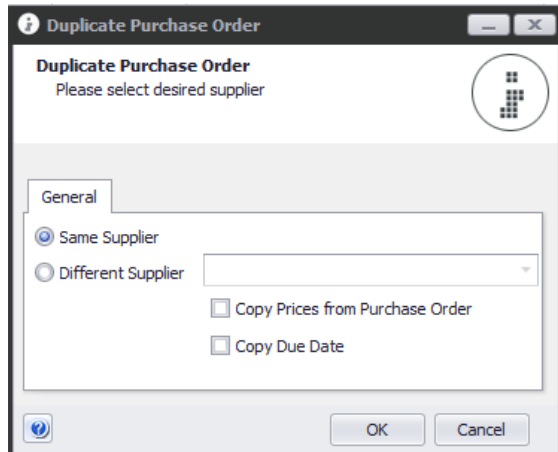 Duplicate Purchase Order
Duplicate Purchase Order
Please select desired supplier
General
Same Supplier
Different Supplier
Copy Prices from Purchase Order
Copy Due Date
OK Cancel